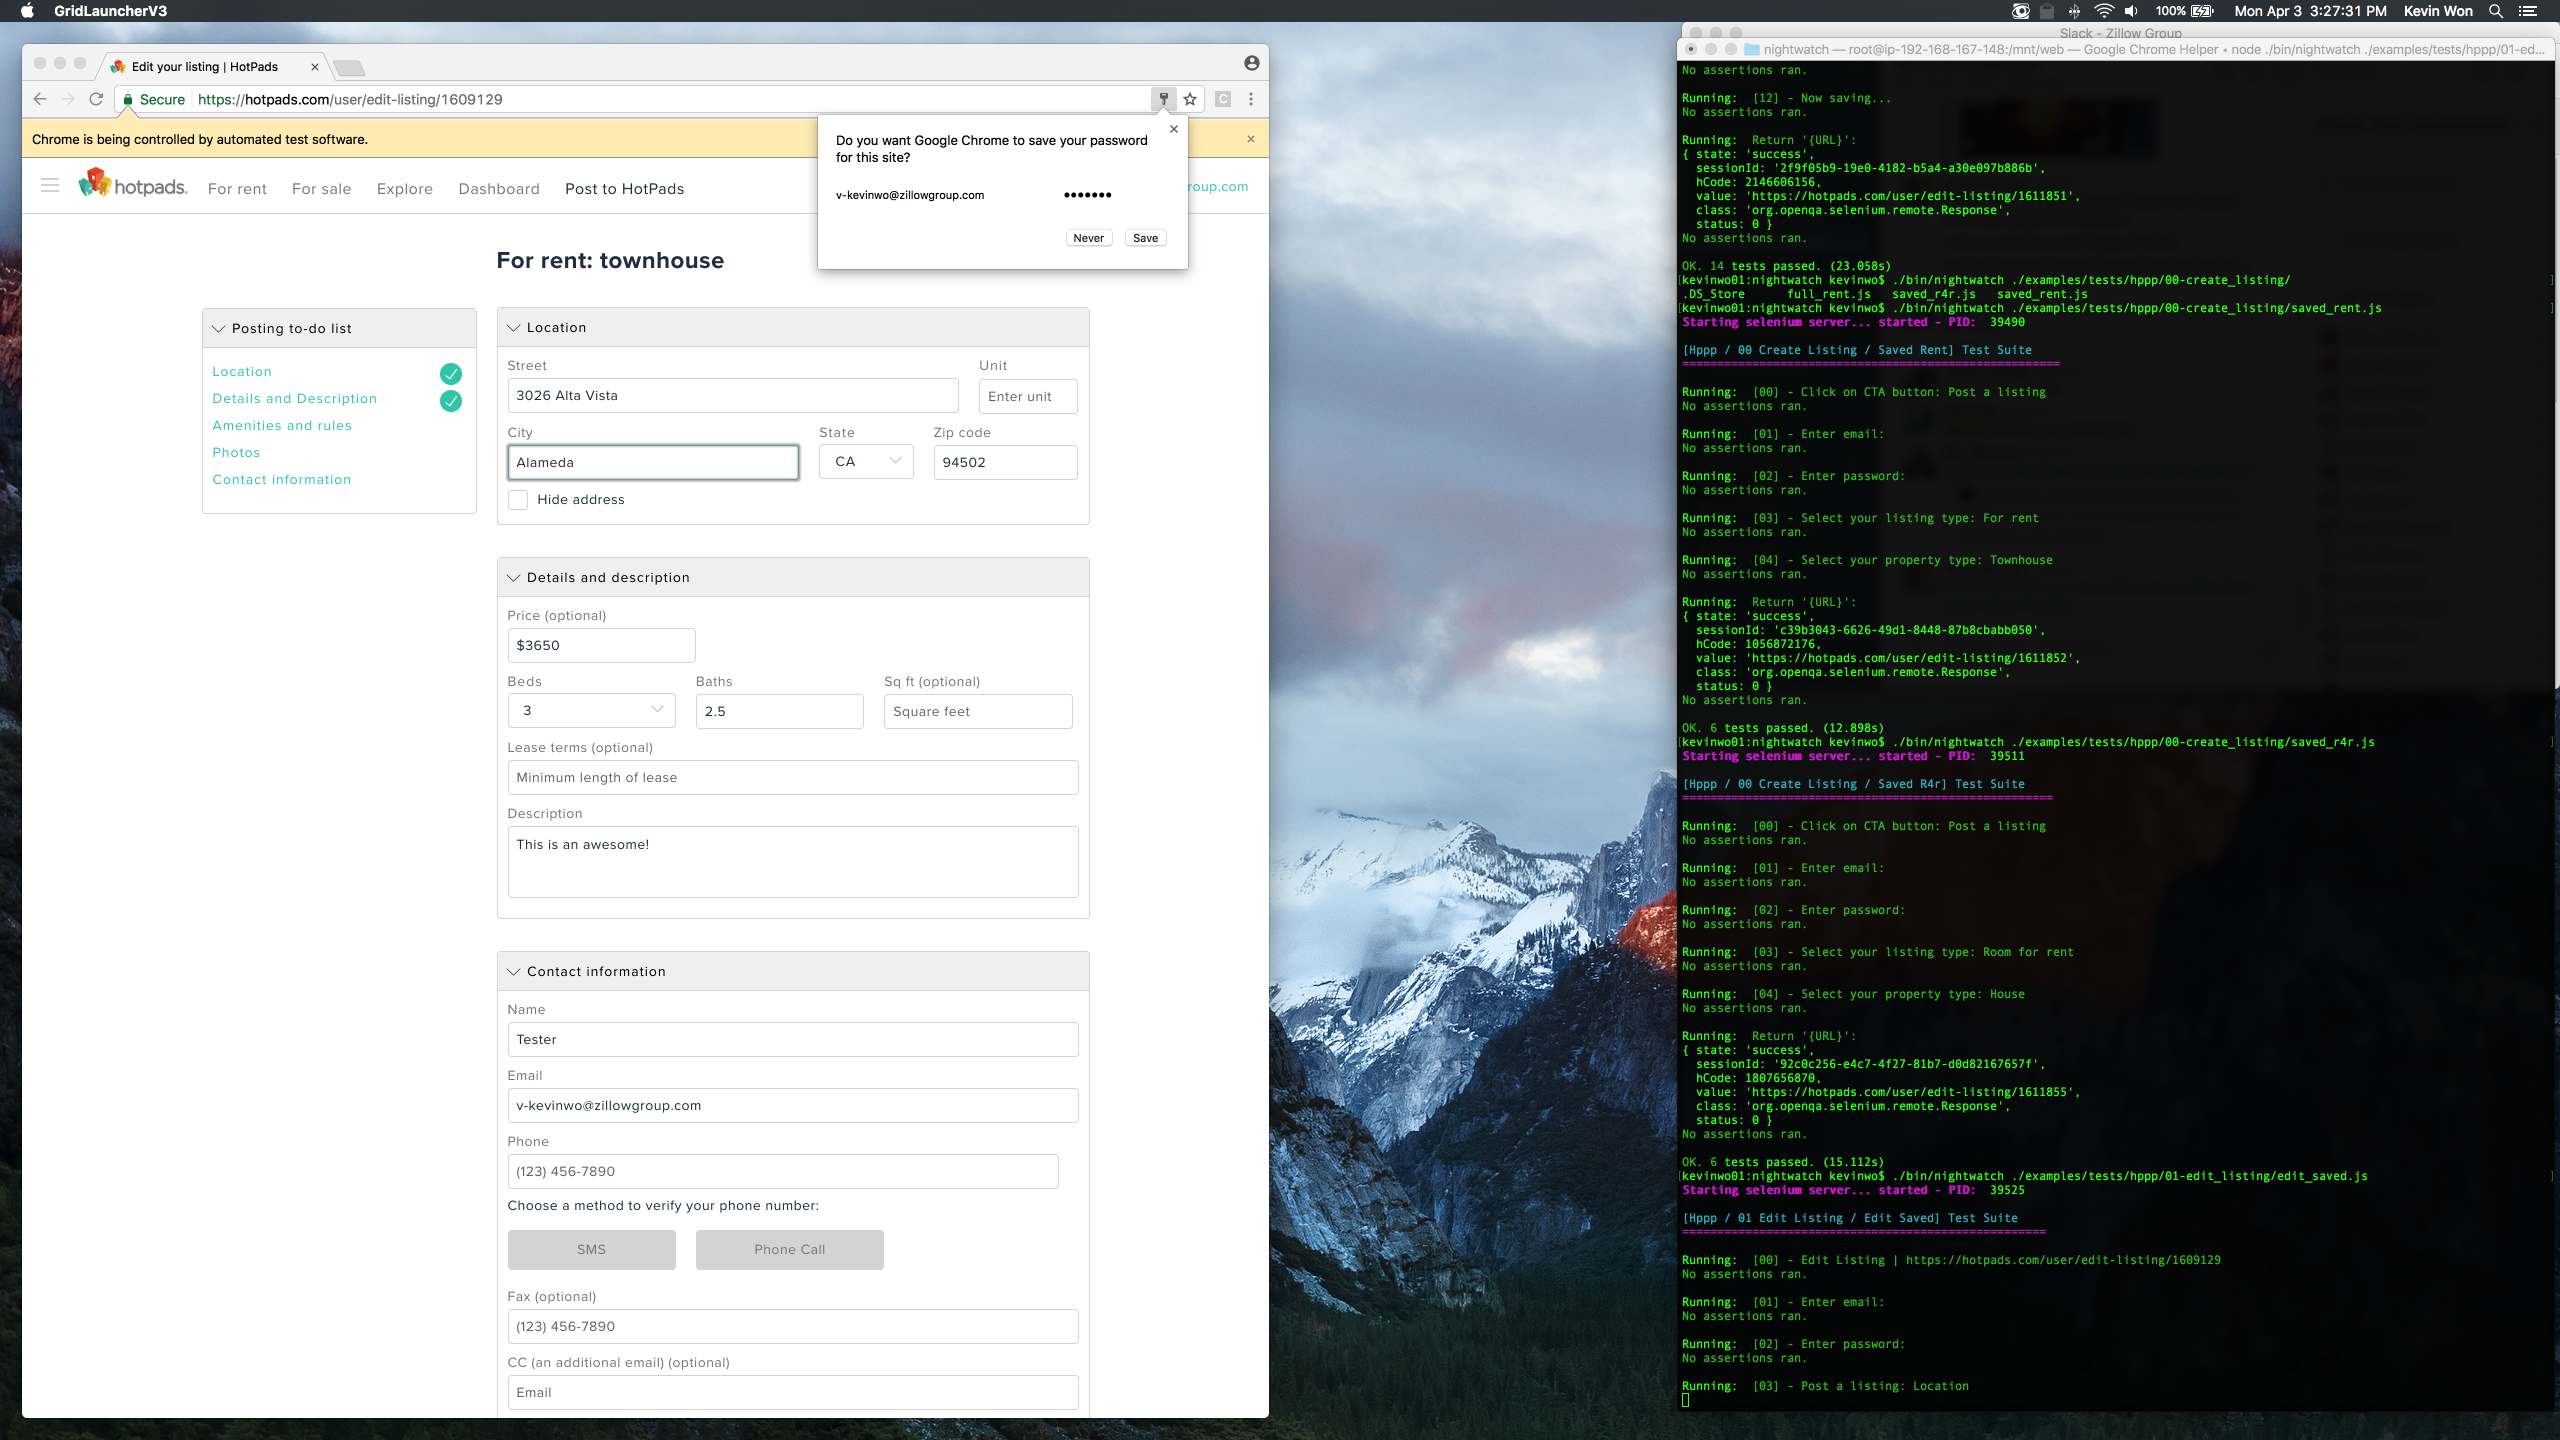 GridLauncherV3
100%
Mon Apr 3 3:27:31 PM
Kevin Won
Edit your listing | HotPads
Secure
https://hotpads.com/user/edit-listing/1609129
C
Chrome is being controlled by automated test software.
Do you want Google Chrome to save your password
for this site?
v-kevinwo@zillowgroup.com •••••••
Never Save
hotpads.
For rent For sale Explore Dashboard Post to HotPads
roup.com
For rent: townhouse
Posting to-do list
Location
Details and Description
Amenities and rules
Photos
Contact information
Location
Street Unit
3026 Alta Vista Enter unit
City State Zip code
Alameda CA 94502
Hide address
Details and description
Price (optional)
$3650
Beds Baths Sq ft (optional)
3 2.5 Square feet
Lease terms (optional)
Minimum length of lease
Description
This is an awesome!
Contact information
Name
Tester
Email
v-kevinwo@zillowgroup.com
Phone
(123) 456-7890
Choose a method to verify your phone number:
SMS Phone Call
Fax (optional)
(123) 456-7890
CC (an additional email) (optional)
Email
Slack - Zillow Group
nightwatch — root@ip-192-168-167-148:/mnt/web — Google Chrome Helper ◂ node ./bin/nightwatch ./examples/tests/hppp/01-ed...
No assertions ran.
Running: [12] - Now saving...
No assertions ran.
Running: Return '{URL}':
{ state: 'success',
sessionId: '2f9f05b9-19e0-4182-b5a4-a30e097b886b',
hCode: 2146606156,
value: 'https://hotpads.com/user/edit-listing/1611851',
class: 'org.openqa.selenium.remote.Response',
status: 0 }
No assertions ran.
OK. 14 tests passed. (23.058s)
[kevinwo01:nightwatch kevinwo$ ./bin/nightwatch ./examples/tests/hppp/00-create_listing/ ]
.DS_Store full_rent.js saved_r4r.js saved_rent.js
[kevinwo01:nightwatch kevinwo$ ./bin/nightwatch ./examples/tests/hppp/00-create_listing/saved_rent.js ]
Starting selenium server... started - PID: 39490
[Hppp / 00 Create Listing / Saved Rent] Test Suite
======================================================
Running: [00] - Click on CTA button: Post a listing
No assertions ran.
Running: [01] - Enter email:
No assertions ran.
Running: [02] - Enter password:
No assertions ran.
Running: [03] - Select your listing type: For rent
No assertions ran.
Running: [04] - Select your property type: Townhouse
No assertions ran.
Running: Return '{URL}':
{ state: 'success',
sessionId: 'c39b3043-6626-49d1-8448-87b8cbabb050',
hCode: 1056872176,
value: 'https://hotpads.com/user/edit-listing/1611852',
class: 'org.openqa.selenium.remote.Response',
status: 0 }
No assertions ran.
OK. 6 tests passed. (12.898s)
[kevinwo01:nightwatch kevinwo$ ./bin/nightwatch ./examples/tests/hppp/00-create_listing/saved_r4r.js ]
Starting selenium server... started - PID: 39511
[Hppp / 00 Create Listing / Saved R4r] Test Suite
=====================================================
Running: [00] - Click on CTA button: Post a listing
No assertions ran.
Running: [01] - Enter email:
No assertions ran.
Running: [02] - Enter password:
No assertions ran.
Running: [03] - Select your listing type: Room for rent
No assertions ran.
Running: [04] - Select your property type: House
No assertions ran.
Running: Return '{URL}':
{ state: 'success',
sessionId: '92c0c256-e4c7-4f27-81b7-d0d82167657f',
hCode: 1807656870,
value: 'https://hotpads.com/user/edit-listing/1611855',
class: 'org.openqa.selenium.remote.Response',
status: 0 }
No assertions ran.
OK. 6 tests passed. (15.112s)
[kevinwo01:nightwatch kevinwo$ ./bin/nightwatch ./examples/tests/hppp/01-edit_listing/edit_saved.js ]
Starting selenium server... started - PID: 39525
[Hppp / 01 Edit Listing / Edit Saved] Test Suite
====================================================
Running: [00] - Edit Listing | https://hotpads.com/user/edit-listing/1609129
No assertions ran.
Running: [01] - Enter email:
No assertions ran.
Running: [02] - Enter password:
No assertions ran.
Running: [03] - Post a listing: Location